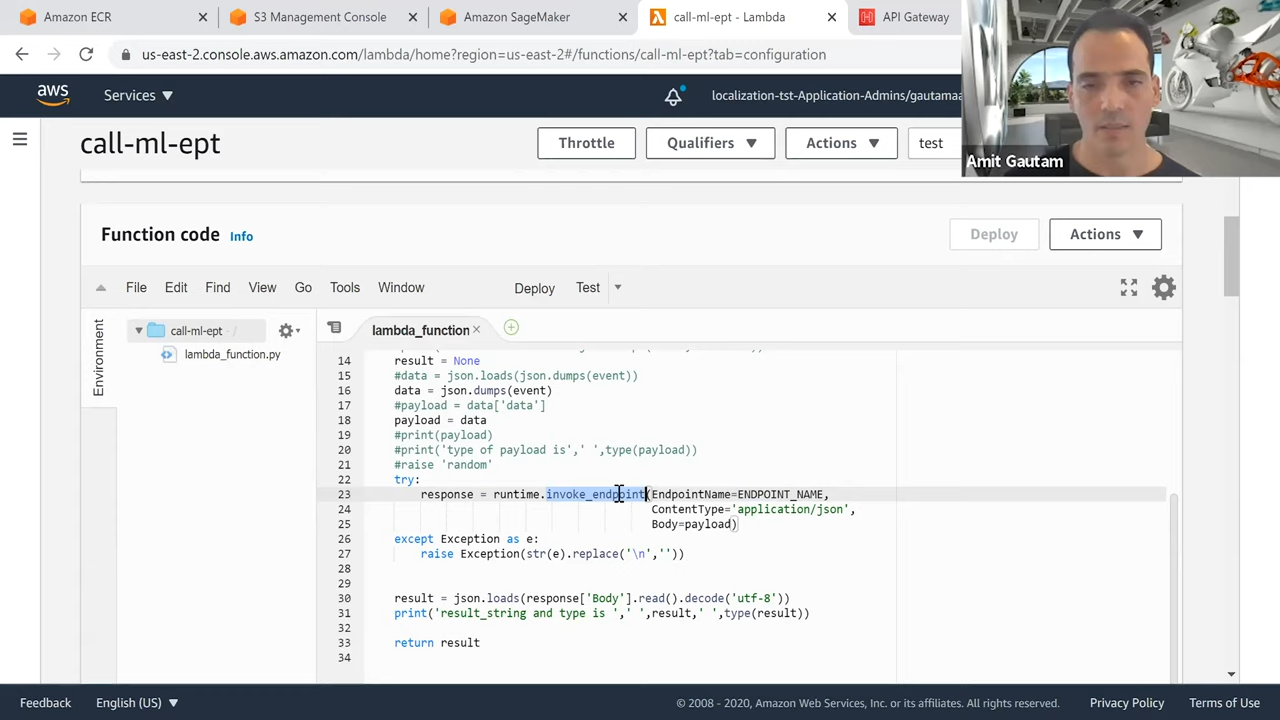 Amazon ECR
S3 Management Console
Amazon SageMaker
call-ml-ept - Lambda
API Gateway
us-east-2.console.aws.amazon.com/lambda/home?region=us-east-2#/functions/call-ml-ept?tab=configuration
aws
Services
localization-tst-Application-Admins/gautamaa
call-ml-ept
Throttle
Qualifiers
Actions
test
Amit Gautam
Function code Info
Deploy
Actions
File Edit Find View Go Tools Window Deploy Test
Environment
call-ml-ept - /
lambda_function.py
lambda_function
14 result = None
15 #data = json.loads(json.dumps(event))
16 data = json.dumps(event)
17 #payload = data['data']
18 payload = data
19 #print(payload)
20 #print('type of payload is',' ',type(payload))
21 #raise 'random'
22 try:
23 response = runtime.invoke_endpoint(EndpointName=ENDPOINT_NAME,
24 ContentType='application/json',
25 Body=payload)
26 except Exception as e:
27 raise Exception(str(e).replace('\n',''))
28
29
30 result = json.loads(response['Body'].read().decode('utf-8'))
31 print('result_string and type is ',' ',result,' ',type(result))
32
33 return result
34
Feedback
English (US)
© 2008 - 2020, Amazon Web Services, Inc. or its affiliates. All rights reserved.
Privacy Policy
Terms of Use